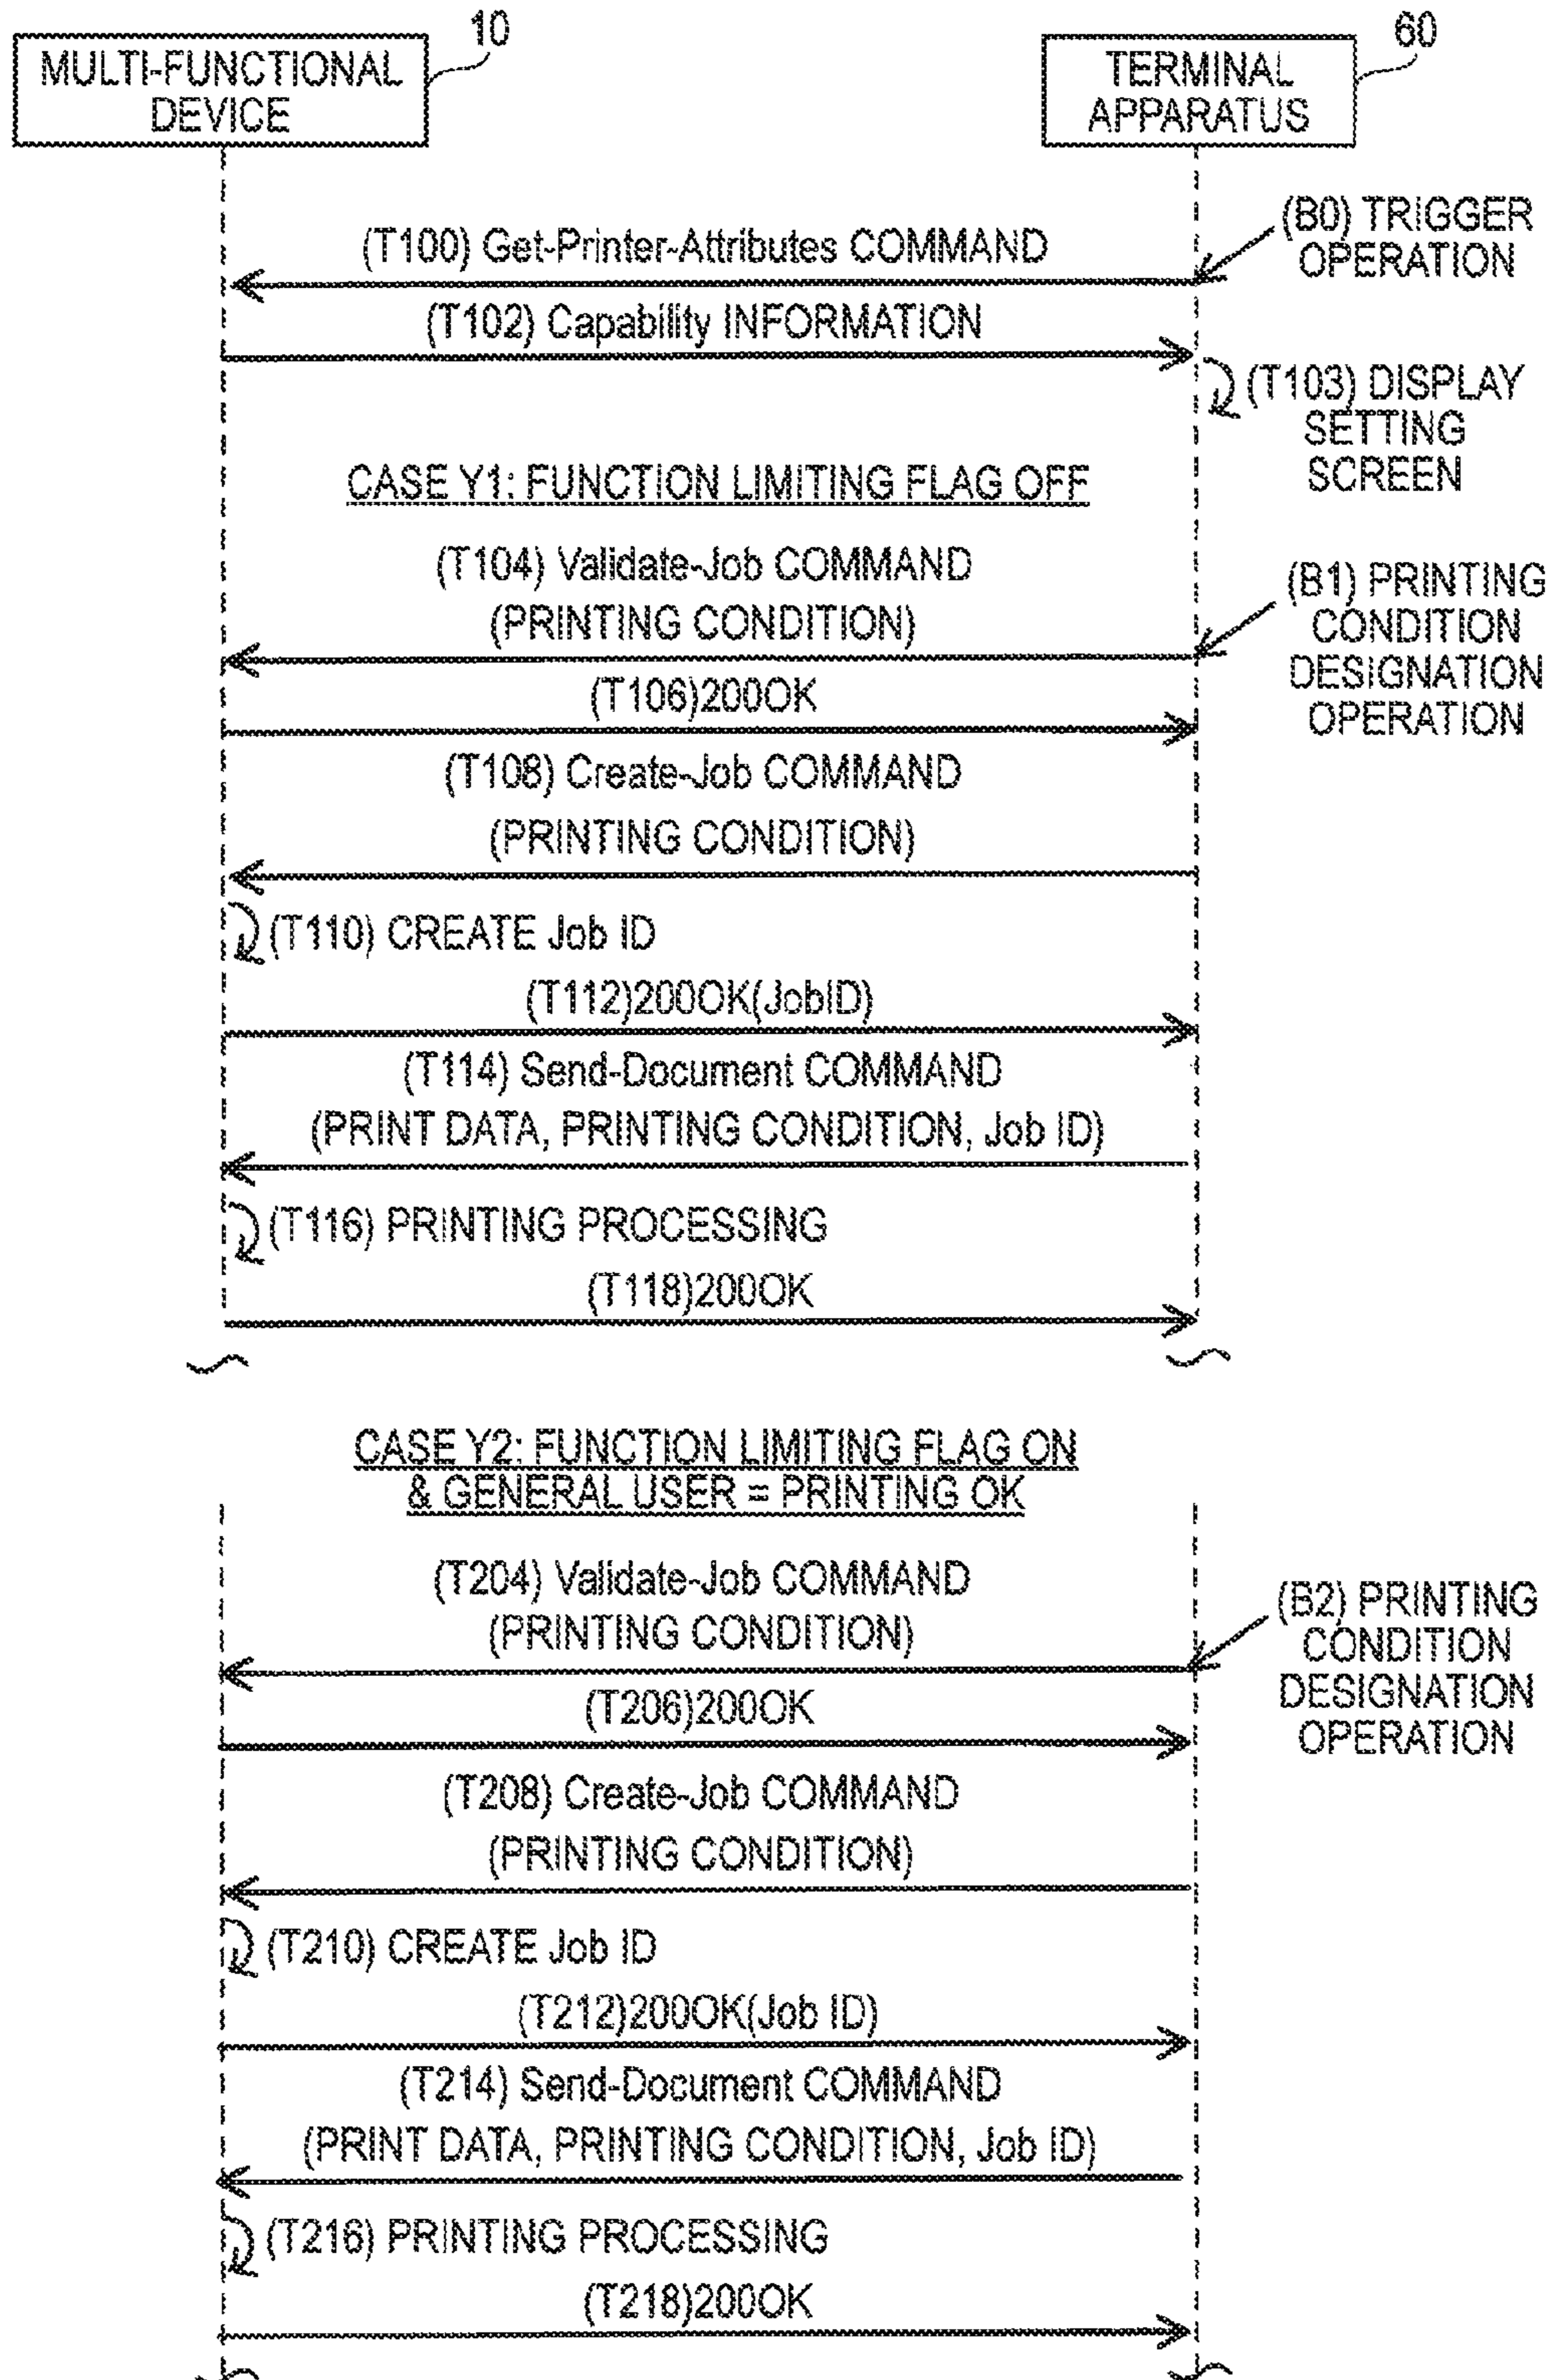 10
60
MULTI-FUNCTIONAL
DEVICE
TERMINAL
APPARATUS
(B0) TRIGGER
OPERATION
(T100) Get-Printer-Attributes COMMAND
(T102) Capability INFORMATION
(T103) DISPLAY
SETTING
SCREEN
CASE Y1: FUNCTION LIMITING FLAG OFF
(T104) Validate-Job COMMAND
(PRINTING CONDITION)
(B1) PRINTING
CONDITION
DESIGNATION
OPERATION
(T106)200OK
(T108) Create-Job COMMAND
(PRINTING CONDITION)
(T110) CREATE Job ID
(T112)200OK(JobID)
(T114) Send-Document COMMAND
(PRINT DATA, PRINTING CONDITION, Job ID)
(T116) PRINTING PROCESSING
(T118)200OK
CASE Y2: FUNCTION LIMITING FLAG ON
& GENERAL USER = PRINTING OK
(T204) Validate-Job COMMAND
(PRINTING CONDITION)
(B2) PRINTING
CONDITION
DESIGNATION
OPERATION
(T206)200OK
(T208) Create-Job COMMAND
(PRINTING CONDITION)
(T210) CREATE Job ID
(T212)200OK(Job ID)
(T214) Send-Document COMMAND
(PRINT DATA, PRINTING CONDITION, Job ID)
(T216) PRINTING PROCESSING
(T218)200OK